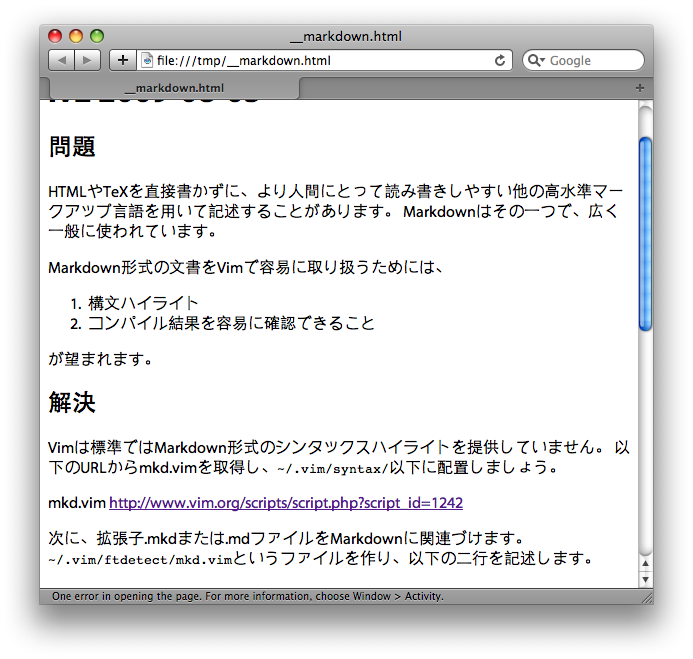 __markdown.html
file:///tmp/__markdown.html
Google
__markdown.html
問題
HTMLやTeXを直接書かずに、より人間にとって読み書きしやすい他の高水準マー
クアップ言語を用いて記述することがあります。 Markdownはその一つで、広く
一般に使われています。
Markdown形式の文書をVimで容易に取り扱うためには、
1. 構文ハイライト
2. コンパイル結果を容易に確認できること
が望まれます。
解決
Vimは標準ではMarkdown形式のシンタックスハイライトを提供していません。 以
下のURLからmkd.vimを取得し、~/.vim/syntax/以下に配置しましょう。
mkd.vim http://www.vim.org/scripts/script.php?script_id=1242
次に、拡張子.mkdまたは.mdファイルをMarkdownに関連づけます。
~/.vim/ftdetect/mkd.vimというファイルを作り、以下の二行を記述します。
One error in opening the page. For more information, choose Window > Activity.